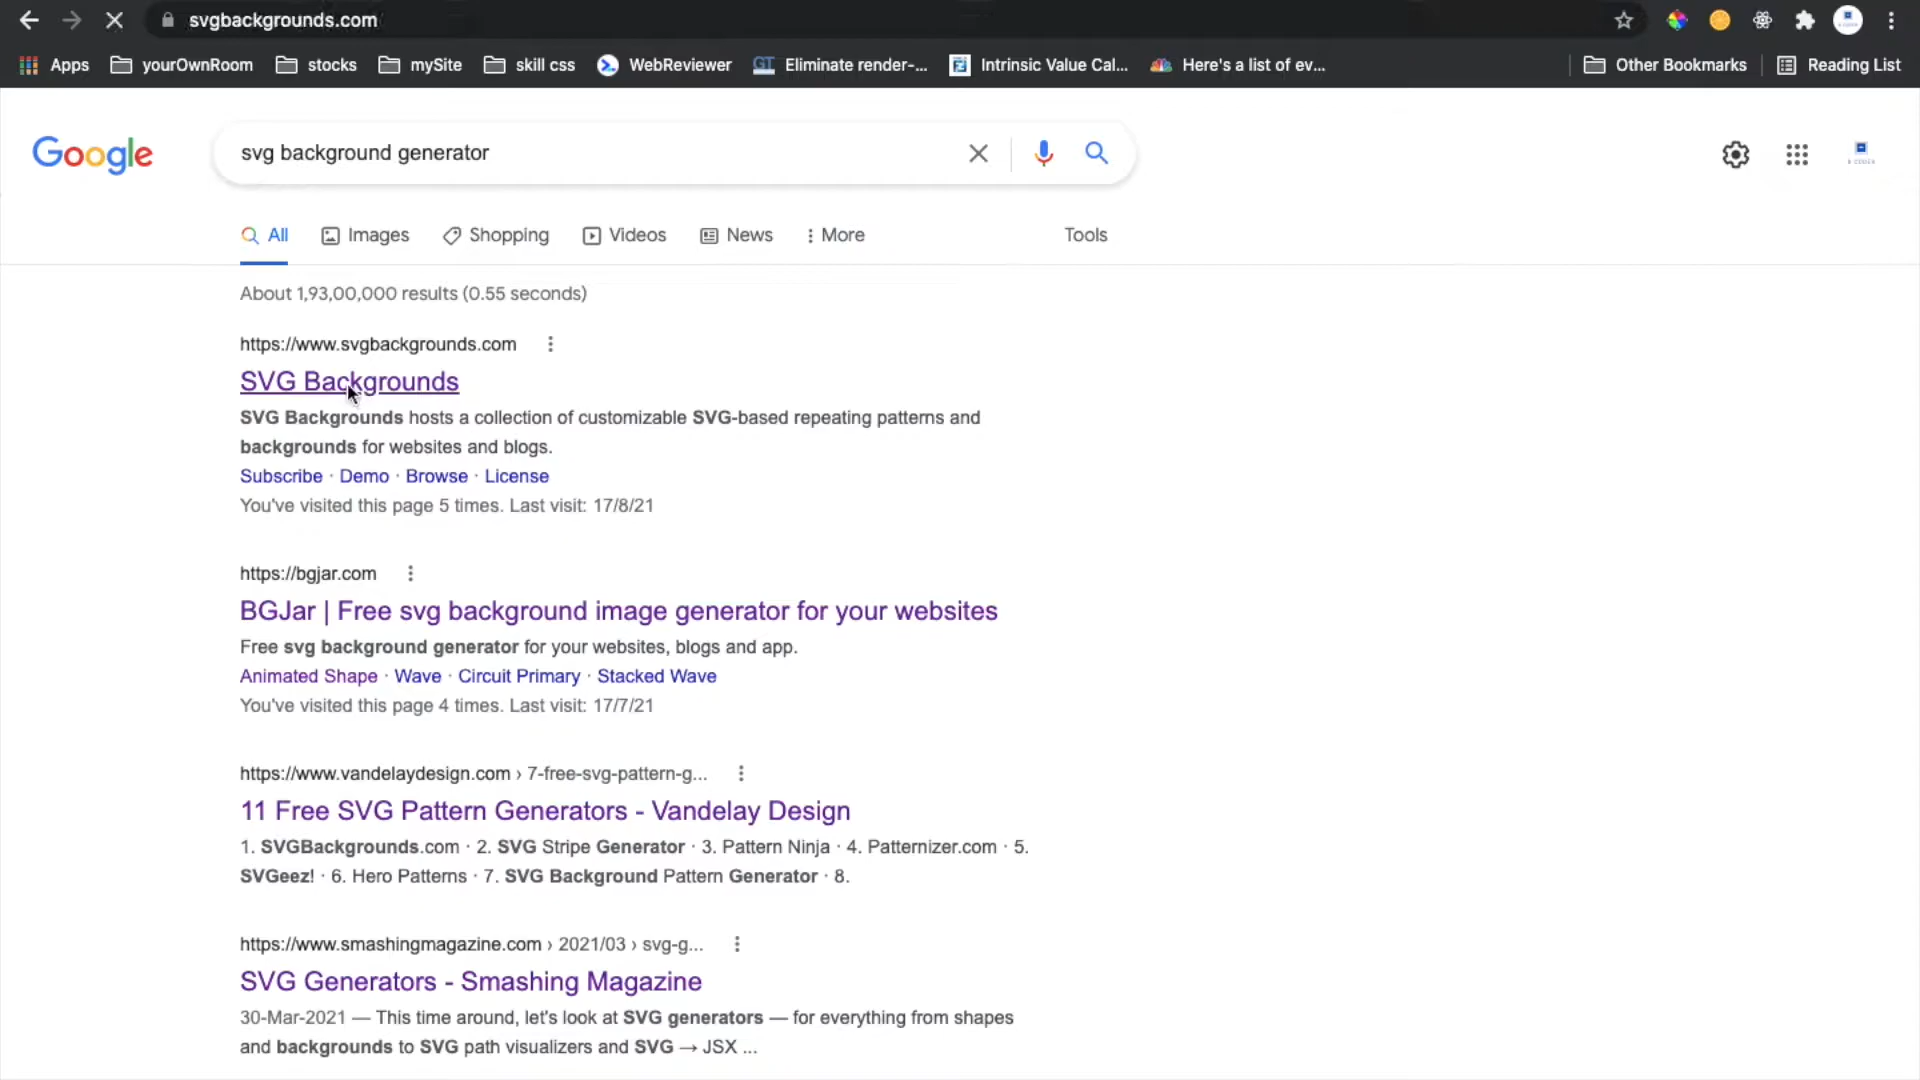 svgbackgrounds.com
Apps yourOwnRoom stocks mySite skill css WebReviewer Eliminate render-... Intrinsic Value Cal... Here's a list of ev... Other Bookmarks Reading List
Google
svg background generator
All Images Shopping Videos News More Tools
About 1,93,00,000 results (0.55 seconds)
https://www.svgbackgrounds.com
SVG Backgrounds
SVG Backgrounds hosts a collection of customizable SVG-based repeating patterns and
backgrounds for websites and blogs.
Subscribe · Demo · Browse · License
You've visited this page 5 times. Last visit: 17/8/21
https://bgjar.com
BGJar | Free svg background image generator for your websites
Free svg background generator for your websites, blogs and app.
Animated Shape · Wave · Circuit Primary · Stacked Wave
You've visited this page 4 times. Last visit: 17/7/21
https://www.vandelaydesign.com › 7-free-svg-pattern-g...
11 Free SVG Pattern Generators - Vandelay Design
1. SVGBackgrounds.com · 2. SVG Stripe Generator · 3. Pattern Ninja · 4. Patternizer.com · 5.
SVGeez! · 6. Hero Patterns · 7. SVG Background Pattern Generator · 8.
https://www.smashingmagazine.com › 2021/03 › svg-g...
SVG Generators - Smashing Magazine
30-Mar-2021 — This time around, let's look at SVG generators — for everything from shapes
and backgrounds to SVG path visualizers and SVG → JSX ...